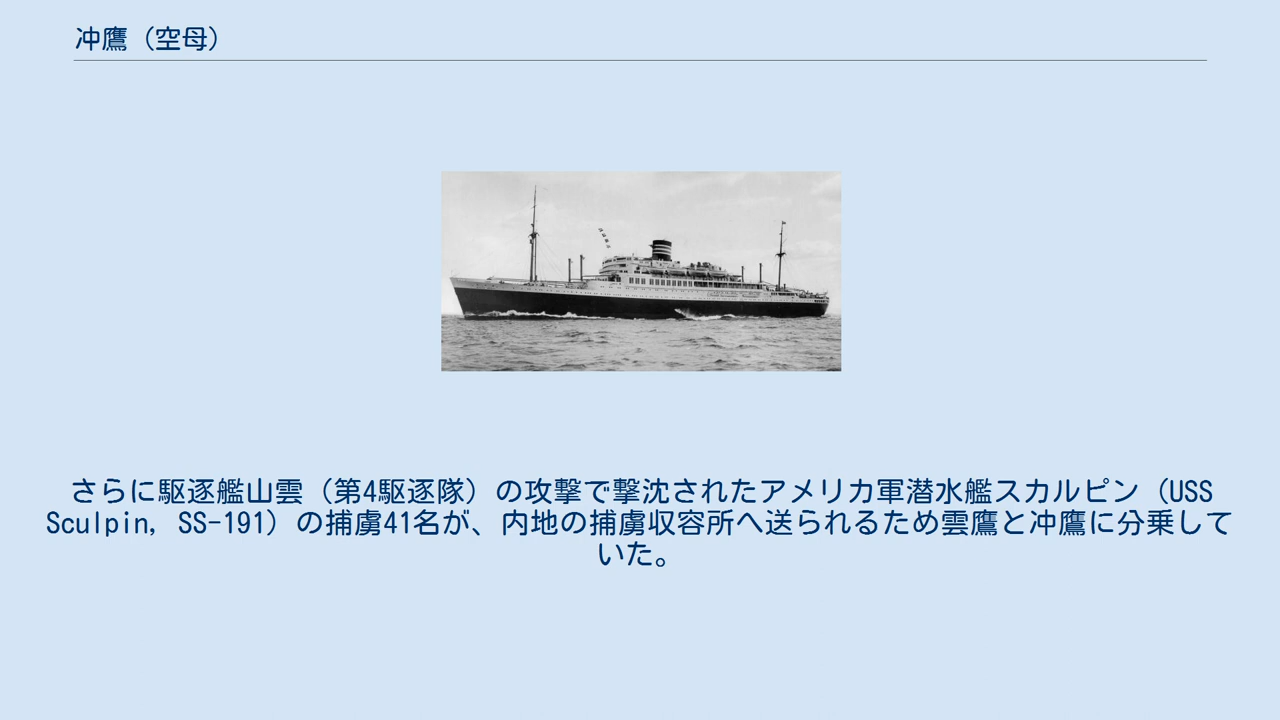 冲鷹（空母）
さらに駆逐艦山雲（第4駆逐隊）の攻撃で撃沈されたアメリカ軍潜水艦スカルピン（USS
Sculpin, SS-191）の捕虜41名が、内地の捕虜収容所へ送られるため雲鷹と冲鷹に分乗して
いた。